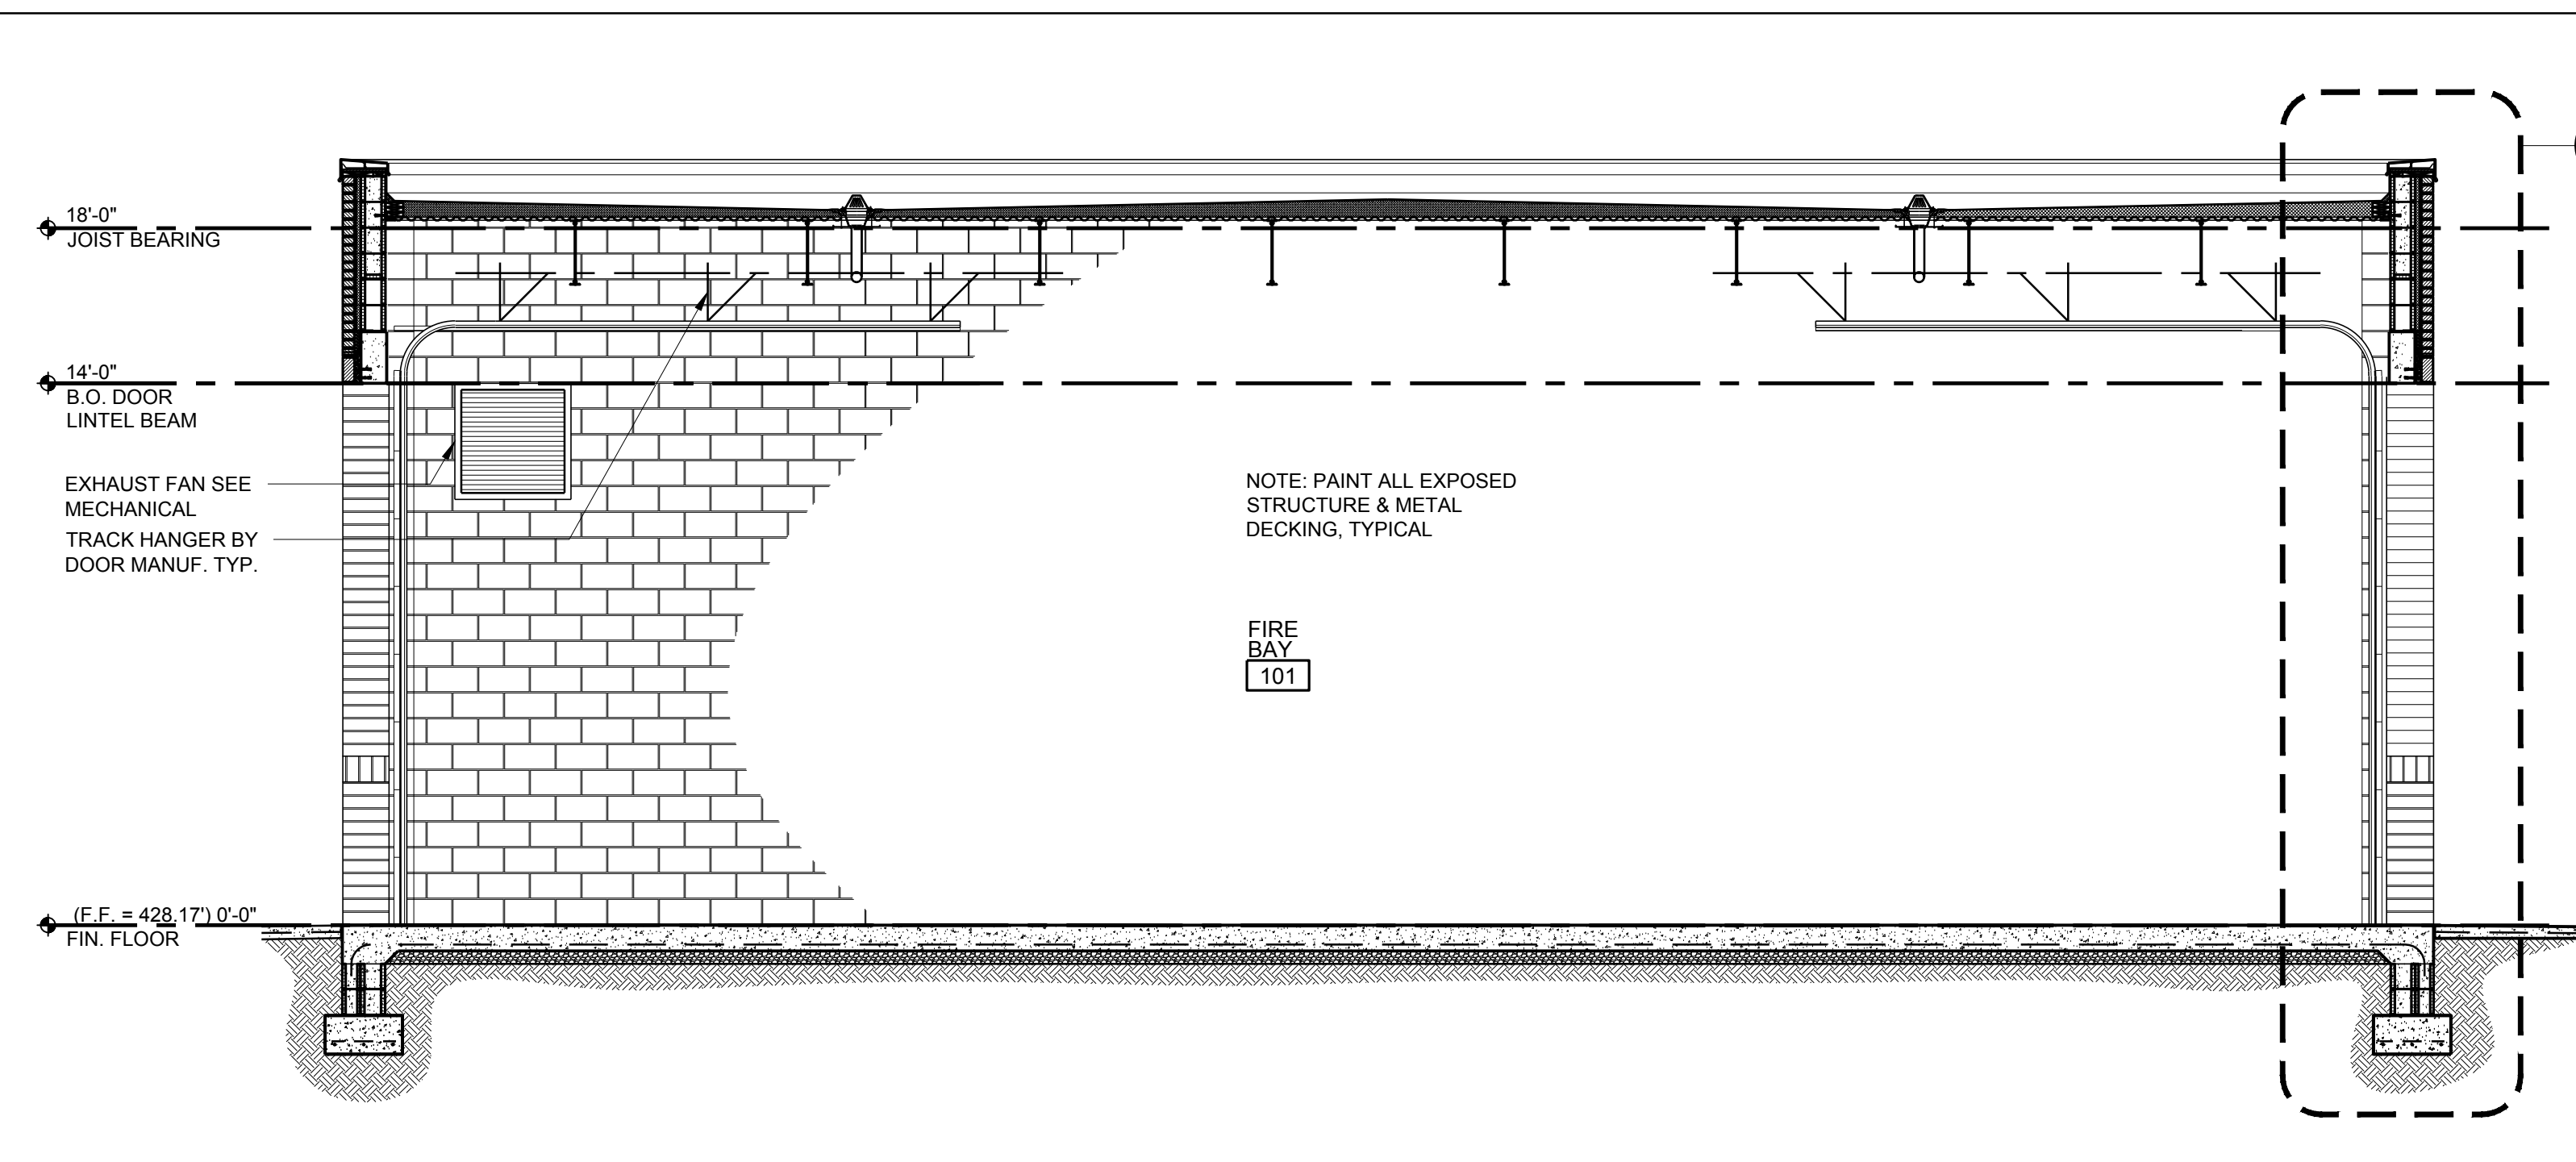 18'-0"
JOIST BEARING
14'-0"
B.O. DOOR
LINTEL BEAM
EXHAUST FAN SEE
MECHANICAL
TRACK HANGER BY
DOOR MANUF. TYP.
NOTE: PAINT ALL EXPOSED
STRUCTURE & METAL
DECKING, TYPICAL
FIRE
BAY
101
(F.F. = 428.17') 0'-0"
FIN. FLOOR